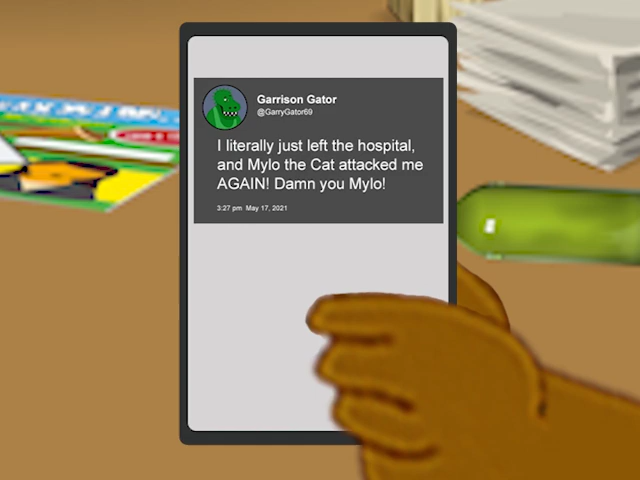 Garrison Gator
@GarryGator69
I literally just left the hospital,
and Mylo the Cat attacked me
AGAIN! Damn you Mylo!
3:27 pm May 17, 2021